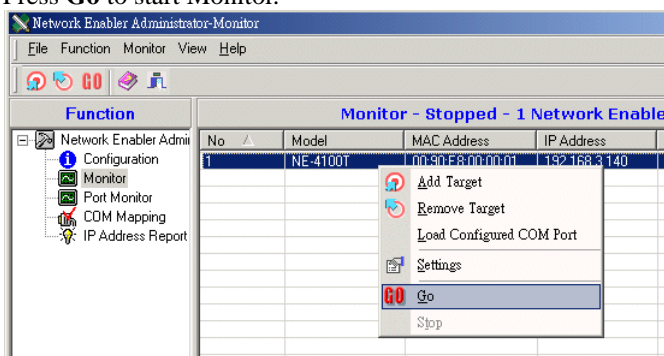 Press Go to start Monitor.
Network Enabler Administrator-Monitor
File Function Monitor View Help
GO
Function
Monitor - Stopped - 1 Network Enable
Network Enabler Admi
Configuration
Monitor
Port Monitor
COM Mapping
IP Address Report
No Model MAC Address IP Address
1 NE-4100T 00:90:E8:00:00:01 192.168.3.140
Add Target
Remove Target
Load Configured COM Port
Settings
GO Go
Stop